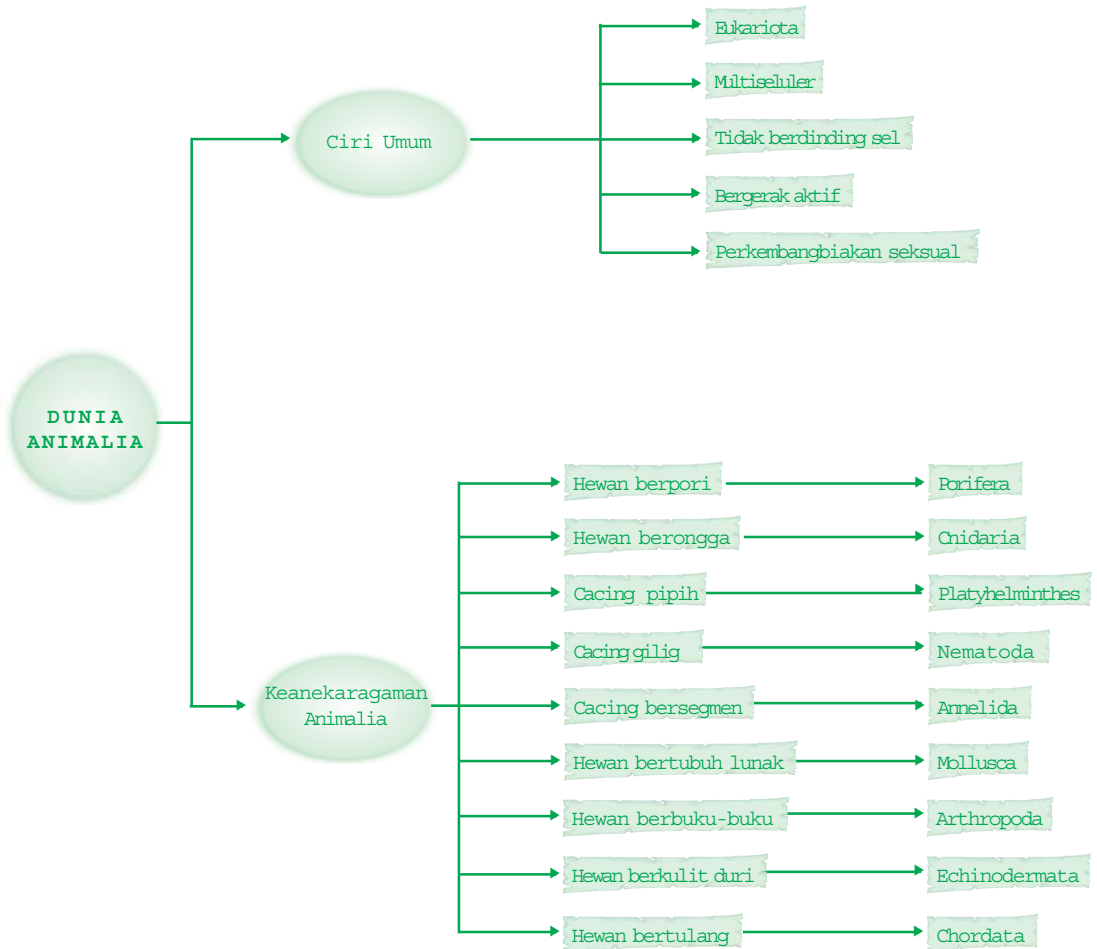 Eukariota
Multiseluler
Ciri Umum
Tidak berdinding sel
Bergerak aktif
Perkembangbiakan seksual
DUNIA
ANIMALIA
Hewan berpori
Porifera
Hewan berongga
Cnidaria
Cacing pipih
Platyhelminthes
Cacing gilig
Nematoda
Keanekaragaman
Animalia
Cacing bersegmen
Annelida
Hewan bertubuh lunak
Mollusca
Hewan berbuku-buku
Arthropoda
Hewan berkulit duri
Echinodermata
Hewan bertulang
Chordata